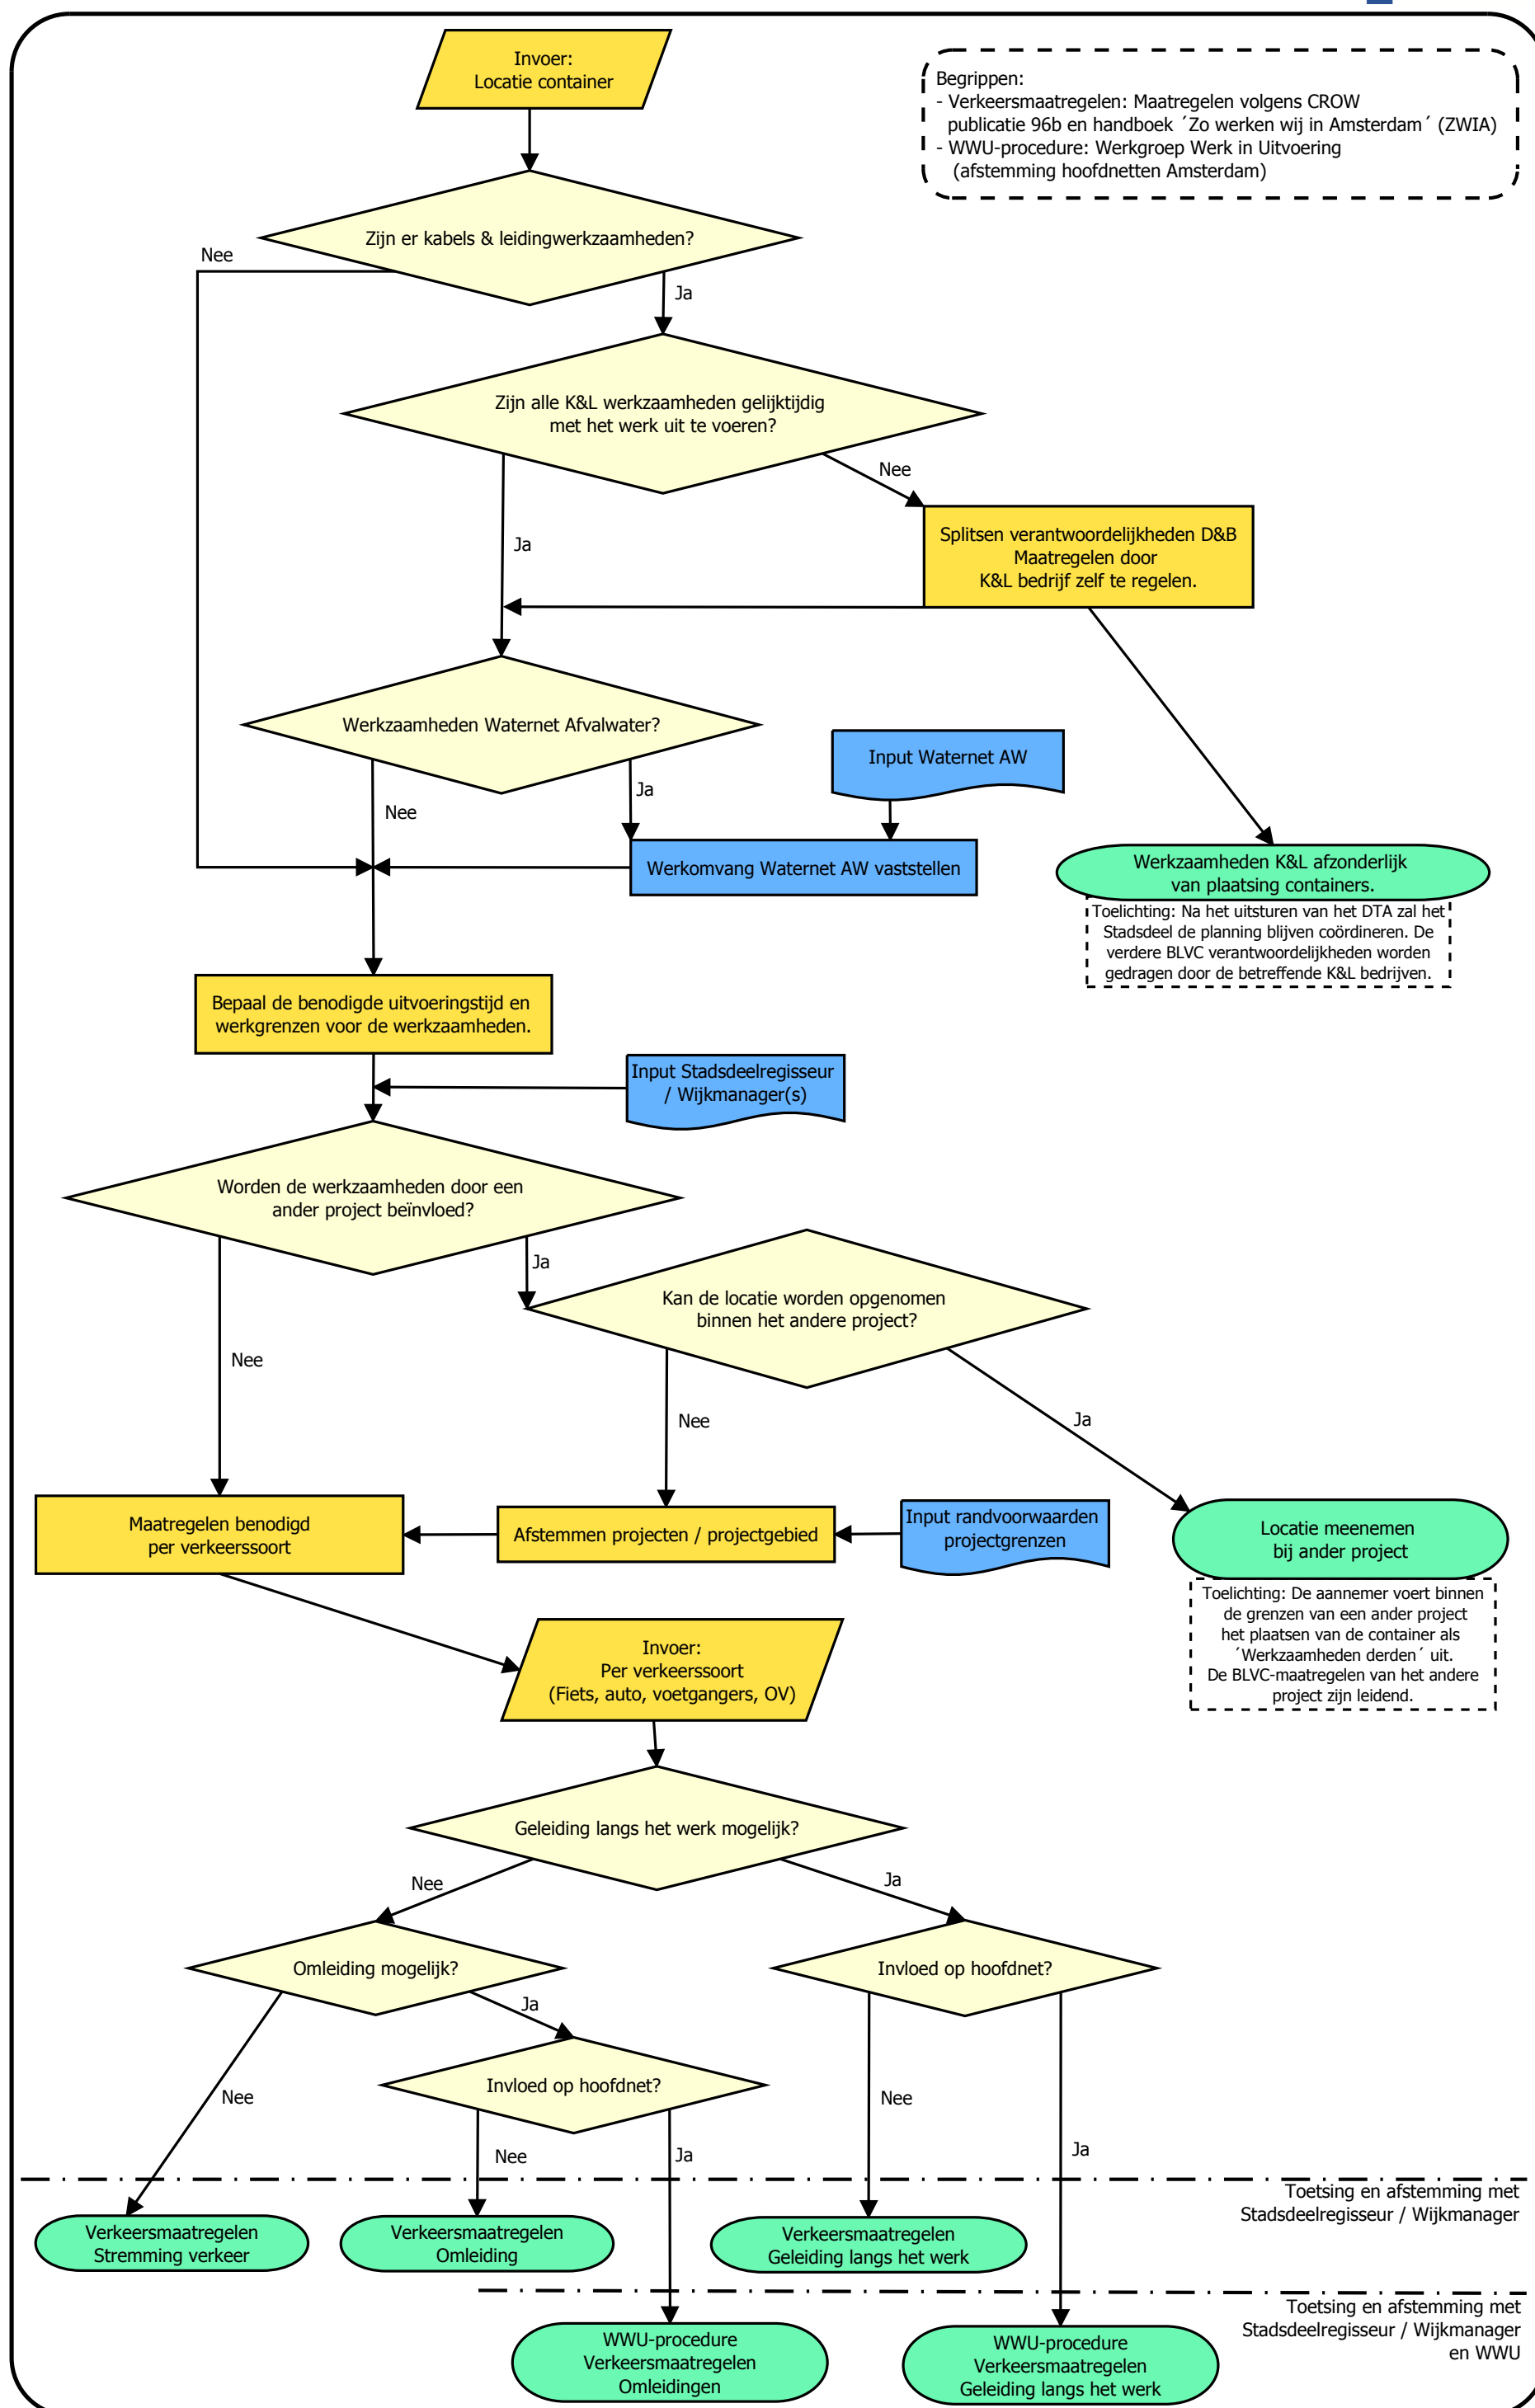 Invoer:
Locatie container
Begrippen:
- Verkeersmaatregelen: Maatregelen volgens CROW
publicatie 96b en handboek ´Zo werken wij in Amsterdam´ (ZWIA)
- WWU-procedure: Werkgroep Werk in Uitvoering
(afstemming hoofdnetten Amsterdam)
Zijn er kabels & leidingwerkzaamheden?
Nee
Ja
Zijn alle K&L werkzaamheden gelijktijdig
met het werk uit te voeren?
Nee
Ja
Splitsen verantwoordelijkheden D&B
Maatregelen door
K&L bedrijf zelf te regelen.
Werkzaamheden Waternet Afvalwater?
Input Waternet AW
Ja
Nee
Werkomvang Waternet AW vaststellen
Werkzaamheden K&L afzonderlijk
van plaatsing containers.
Toelichting: Na het uitsturen van het DTA zal het
Stadsdeel de planning blijven coördineren. De
verdere BLVC verantwoordelijkheden worden
gedragen door de betreffende K&L bedrijven.
Bepaal de benodigde uitvoeringstijd en
werkgrenzen voor de werkzaamheden.
Input Stadsdeelregisseur
/ Wijkmanager(s)
Worden de werkzaamheden door een
ander project beïnvloed?
Ja
Kan de locatie worden opgenomen
binnen het andere project?
Nee
Nee
Ja
Maatregelen benodigd
per verkeerssoort
Afstemmen projecten / projectgebied
Input randvoorwaarden
projectgrenzen
Locatie meenemen
bij ander project
Toelichting: De aannemer voert binnen
de grenzen van een ander project
het plaatsen van de container als
´Werkzaamheden derden´ uit.
De BLVC-maatregelen van het andere
project zijn leidend.
Invoer:
Per verkeerssoort
(Fiets, auto, voetgangers, OV)
Geleiding langs het werk mogelijk?
Nee
Ja
Omleiding mogelijk?
Invloed op hoofdnet?
Ja
Invloed op hoofdnet?
Nee
Nee
Nee
Ja
Ja
Toetsing en afstemming met
Stadsdeelregisseur / Wijkmanager
Verkeersmaatregelen
Stremming verkeer
Verkeersmaatregelen
Omleiding
Verkeersmaatregelen
Geleiding langs het werk
Toetsing en afstemming met
Stadsdeelregisseur / Wijkmanager
en WWU
WWU-procedure
Verkeersmaatregelen
Omleidingen
WWU-procedure
Verkeersmaatregelen
Geleiding langs het werk